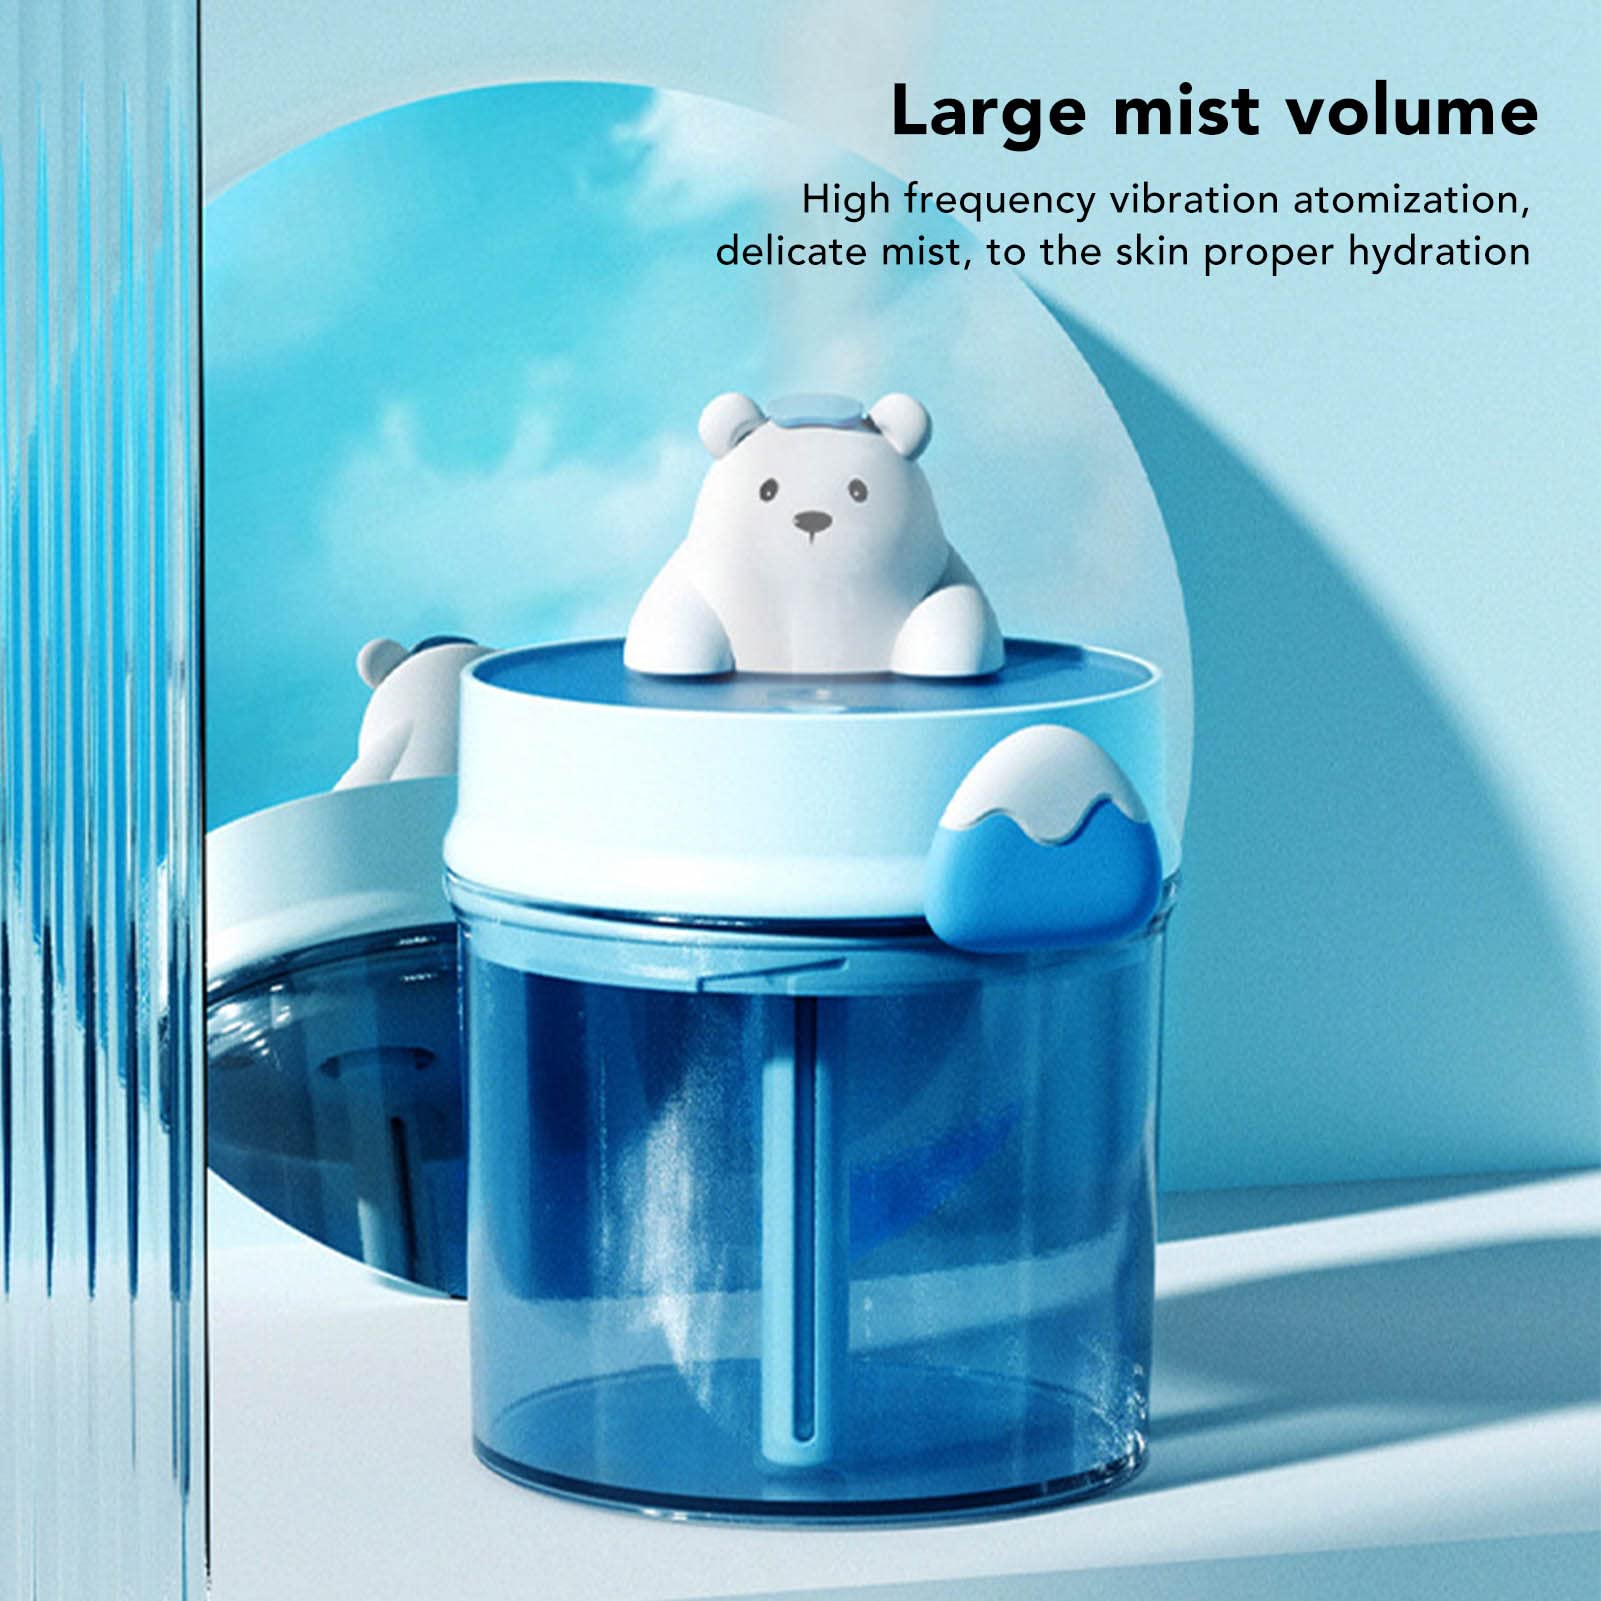 Large mist volume
High frequency vibration atomization,
delicate mist, to the skin proper hydration